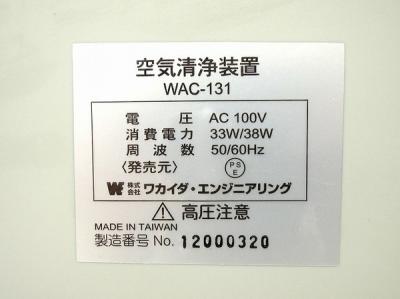 空気清浄装置
WAC-131
電圧 AC 100V
消費電力 33W/38W
周波数 50/60Hz
〈発売元〉 PSE
W 株式会社 ワカイダ・エンジニアリング
高圧注意
MADE IN TAIWAN
製造番号 No. 12000320